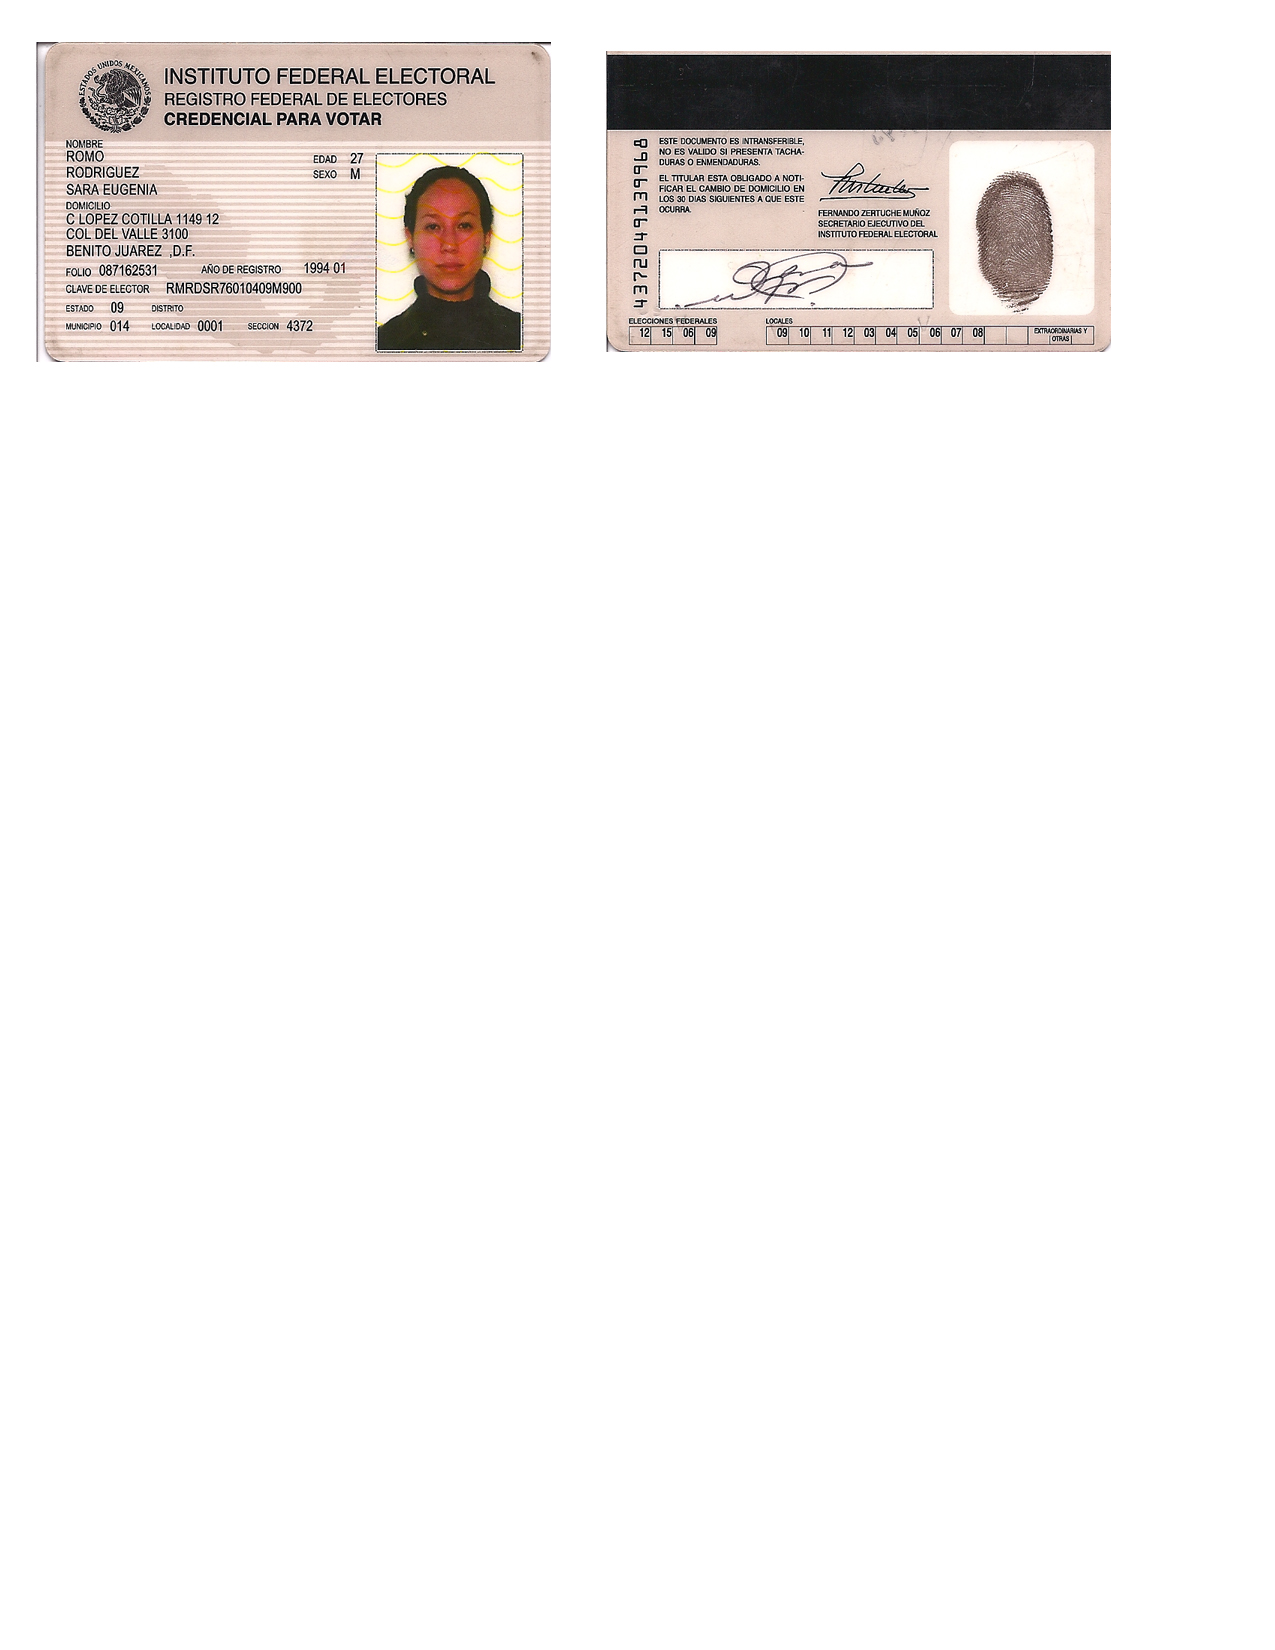 ESTADOS UNIDOS MEXICANOS
INSTITUTO FEDERAL ELECTORAL
REGISTRO FEDERAL DE ELECTORES
CREDENCIAL PARA VOTAR
NOMBRE
ROMO
RODRIGUEZ
SARA EUGENIA
EDAD 27
SEXO M
DOMICILIO
C LOPEZ COTILLA 1149 12
COL DEL VALLE 3100
BENITO JUAREZ ,D.F.
FOLIO 087162531 AÑO DE REGISTRO 1994 01
CLAVE DE ELECTOR RMRDSR76010409M900
ESTADO 09 DISTRITO
MUNICIPIO 014 LOCALIDAD 0001 SECCION 4372
4372049139968
ESTE DOCUMENTO ES INTRANSFERIBLE,
NO ES VALIDO SI PRESENTA TACHA-
DURAS O ENMENDADURAS.
EL TITULAR ESTA OBLIGADO A NOTI-
FICAR EL CAMBIO DE DOMICILIO EN
LOS 30 DIAS SIGUIENTES A QUE ESTE
OCURRA.
FERNANDO ZERTUCHE MUÑOZ
SECRETARIO EJECUTIVO DEL
INSTITUTO FEDERAL ELECTORAL
ELECCIONES FEDERALES
12 15 06 09
LOCALES
09 10 11 12 03 04 05 06 07 08
EXTRAORDINARIAS Y
OTRAS